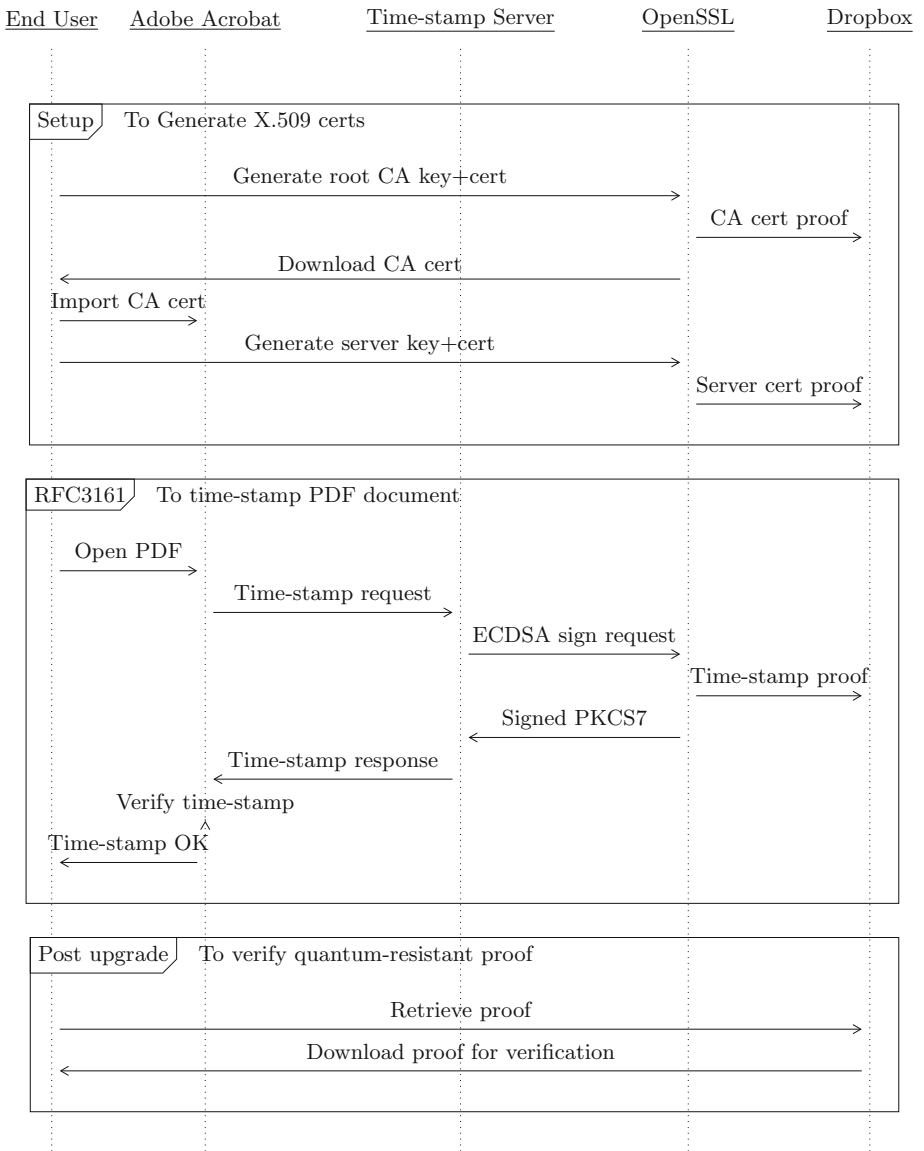 End User Adobe Acrobat Time-stamp Server OpenSSL Dropbox
Setup To Generate X.509 certs
Generate root CA key+cert
CA cert proof
Download CA cert
Import CA cert
Generate server key+cert
Server cert proof
RFC3161 To time-stamp PDF document
Open PDF
Time-stamp request
ECDSA sign request
Time-stamp proof
Signed PKCS7
Time-stamp response
Verify time-stamp
Time-stamp OK
Post upgrade To verify quantum-resistant proof
Retrieve proof
Download proof for verification